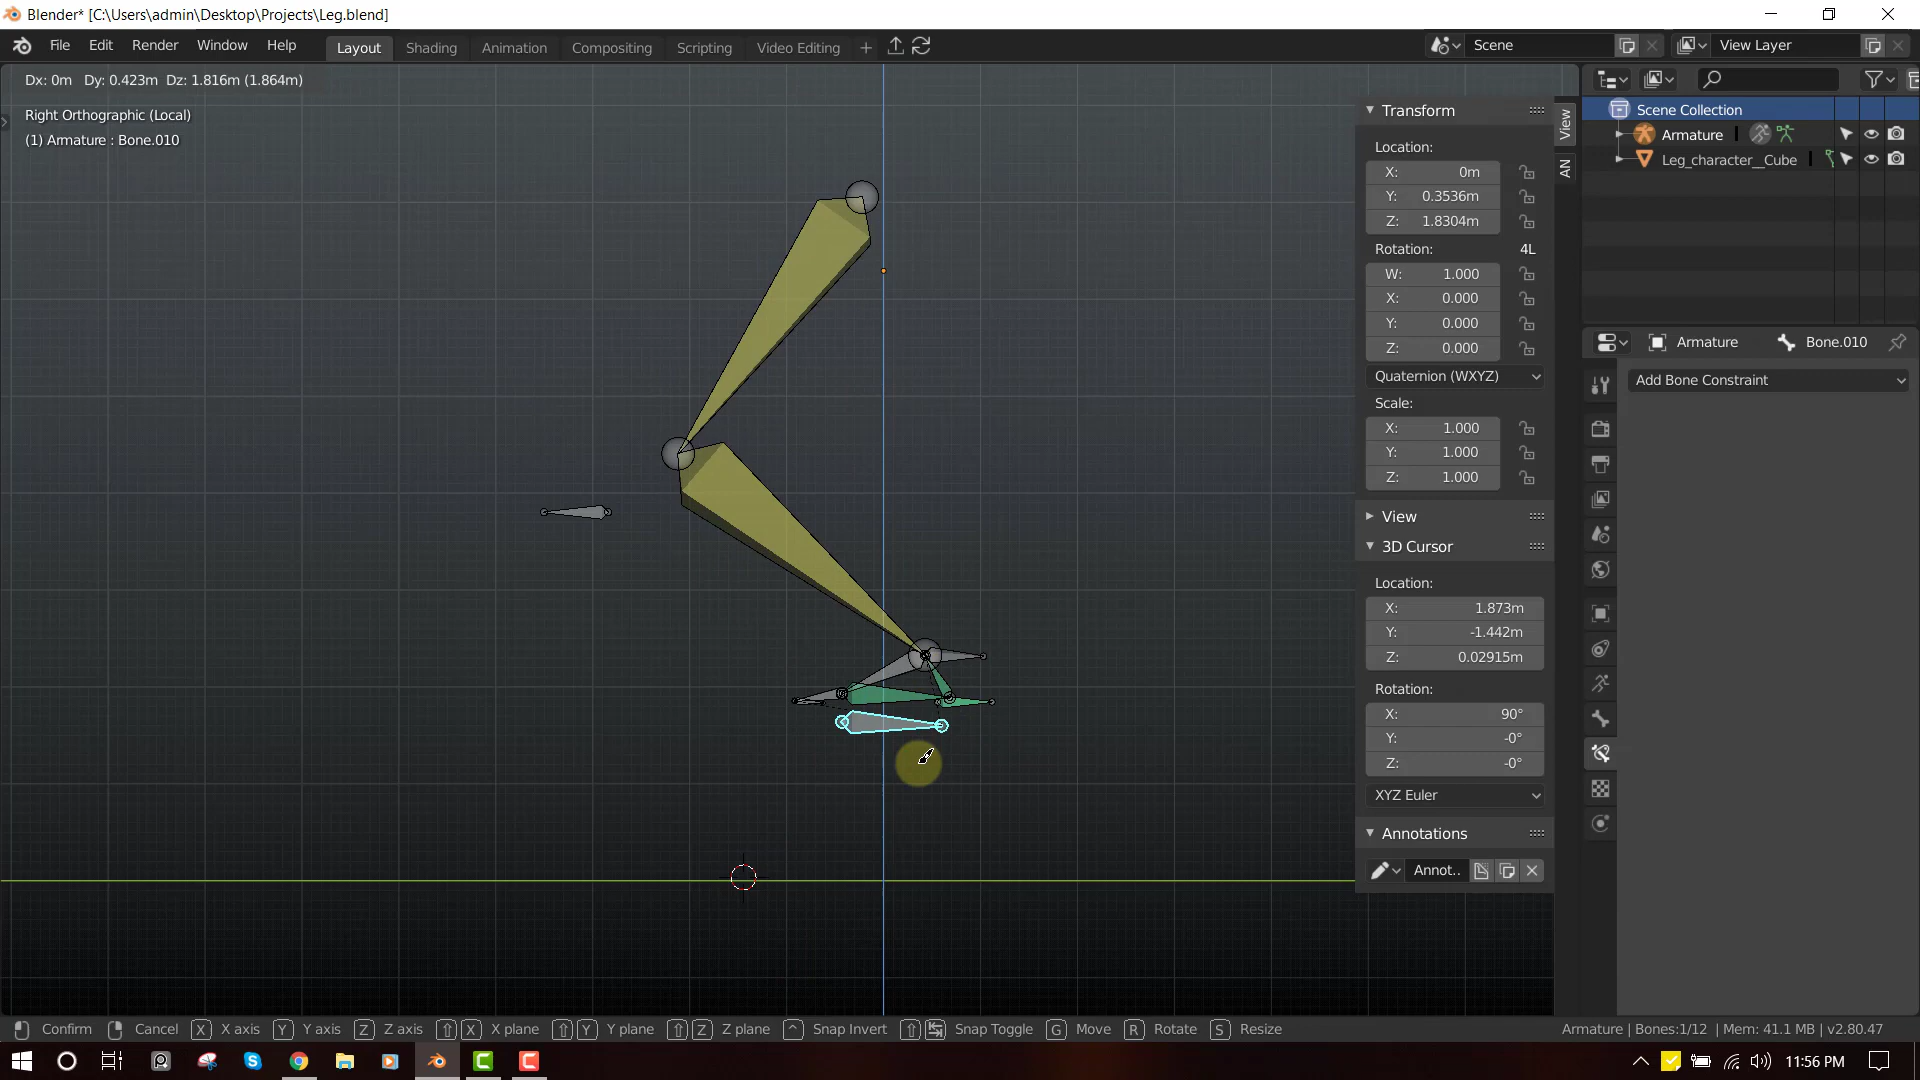 Blender* [C:\Users\admin\Desktop\Projects\Leg.blend]
File Edit Render Window Help Layout Shading Animation Compositing Scripting Video Editing + Scene View Layer
Dx: 0m Dy: 0.423m Dz: 1.816m (1.864m)
Right Orthographic (Local)
(1) Armature : Bone.010
Transform
Location:
X: 0m
Y: 0.3536m
Z: 1.8304m
Rotation: 4L
W: 1.000
X: 0.000
Y: 0.000
Z: 0.000
Quaternion (WXYZ)
Scale:
X: 1.000
Y: 1.000
Z: 1.000
View
3D Cursor
Location:
X: 1.873m
Y: -1.442m
Z: 0.02915m
Rotation:
X: 90°
Y: -0°
Z: -0°
XYZ Euler
Annotations
Annot..
View
AN
Scene Collection
Armature
Leg_character__Cube
Armature Bone.010
Add Bone Constraint
Confirm Cancel X X axis Y Y axis Z Z axis X X plane Y Y plane Z Z plane ^ Snap Invert Snap Toggle G Move R Rotate S Resize Armature | Bones:1/12 | Mem: 41.1 MB | v2.80.47
11:56 PM